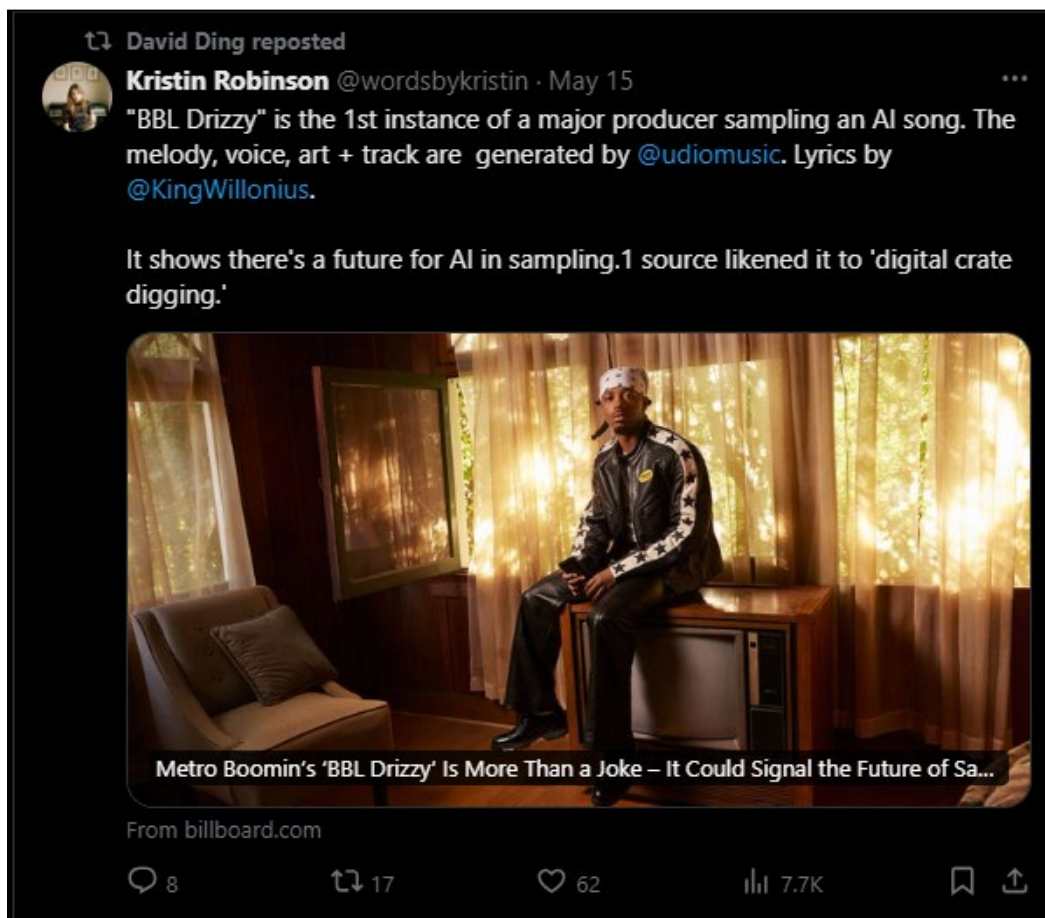 David Ding reposted
Kristin Robinson @wordsbykristin · May 15
"BBL Drizzy" is the 1st instance of a major producer sampling an AI song. The
melody, voice, art + track are generated by @udiomusic. Lyrics by
@KingWillonius.
It shows there's a future for AI in sampling.1 source likened it to 'digital crate
digging.'
Metro Boomin's 'BBL Drizzy' Is More Than a Joke – It Could Signal the Future of Sa...
From billboard.com
8 17 62 7.7K